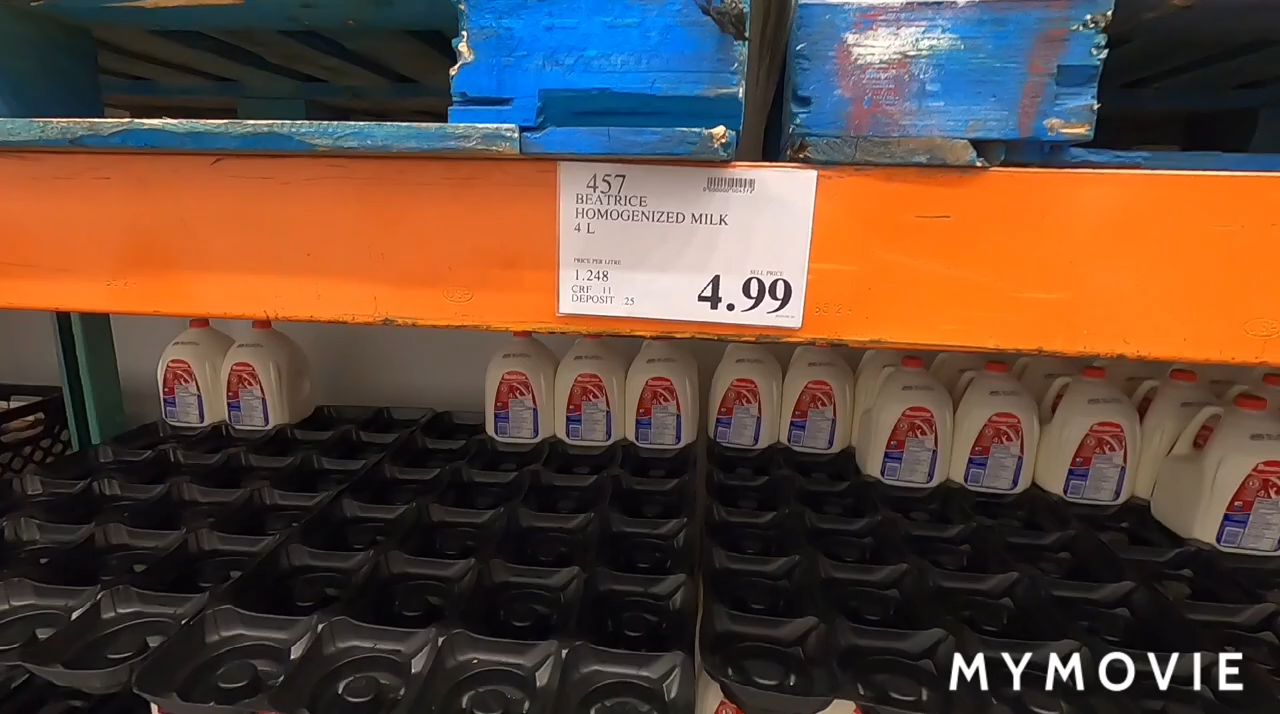 457
BEATRICE
HOMOGENIZED MILK
4 L
PRICE PER LITRE
1.248
CRF .11
DEPOSIT .25
SELL PRICE
4.99
MYMOVIE